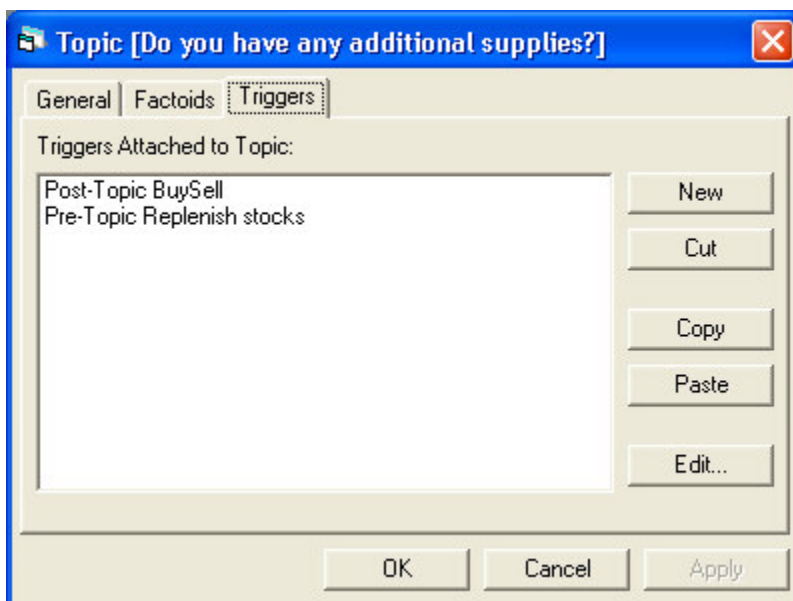 Topic [Do you have any additional supplies?]
General Factoids Triggers
Triggers Attached to Topic:
Post-Topic BuySell
Pre-Topic Replenish stocks
New
Cut
Copy
Paste
Edit...
OK Cancel Apply